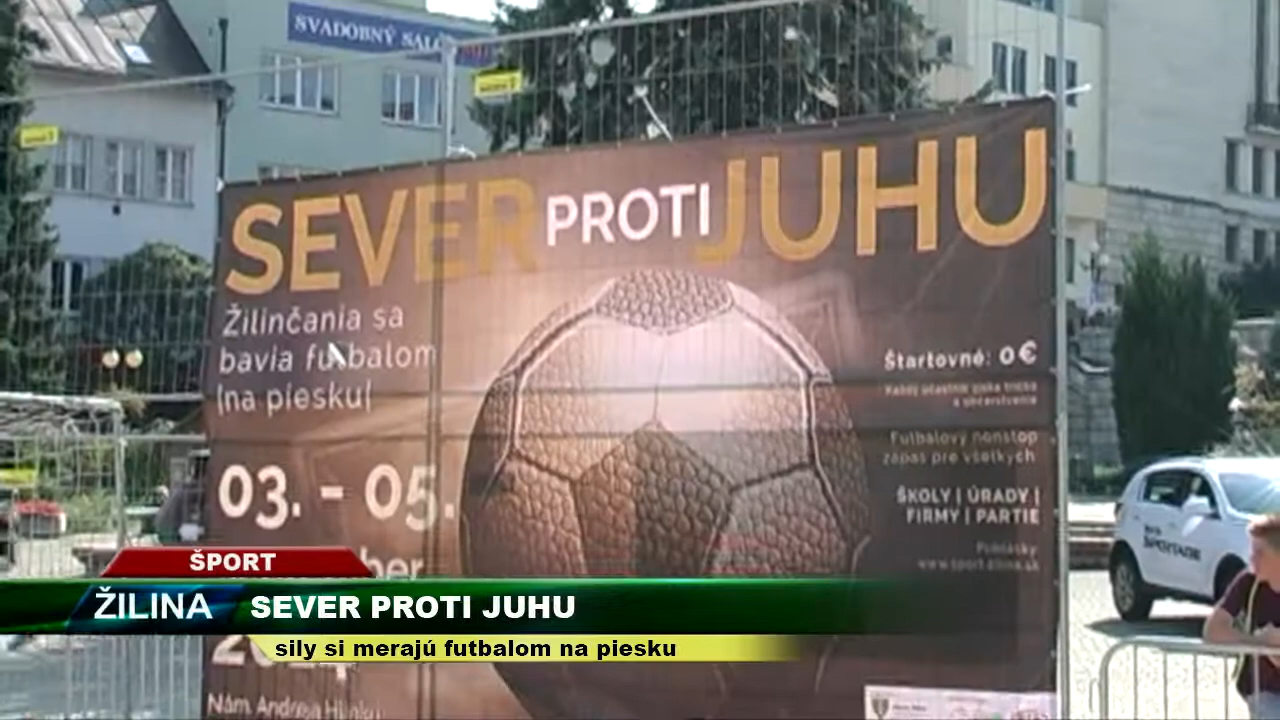 SVADOBNÝ SALÓN
SEVER PROTI JUHU
Žilinčania sa
bavia futbalom
(na piesku)
Štartovné: 0€
Každý účastník získa tričko
a občerstvenie
Futbalový nonstop
zápas pre všetkých
03. - 05.
ŠKOLY | ÚRADY |
FIRMY | PARTIE
Prihlášky
www.sport.zilina.sk
ŠPORT
ŽILINA
SEVER PROTI JUHU
sily si merajú futbalom na piesku
Nám. Andreja Hlinku